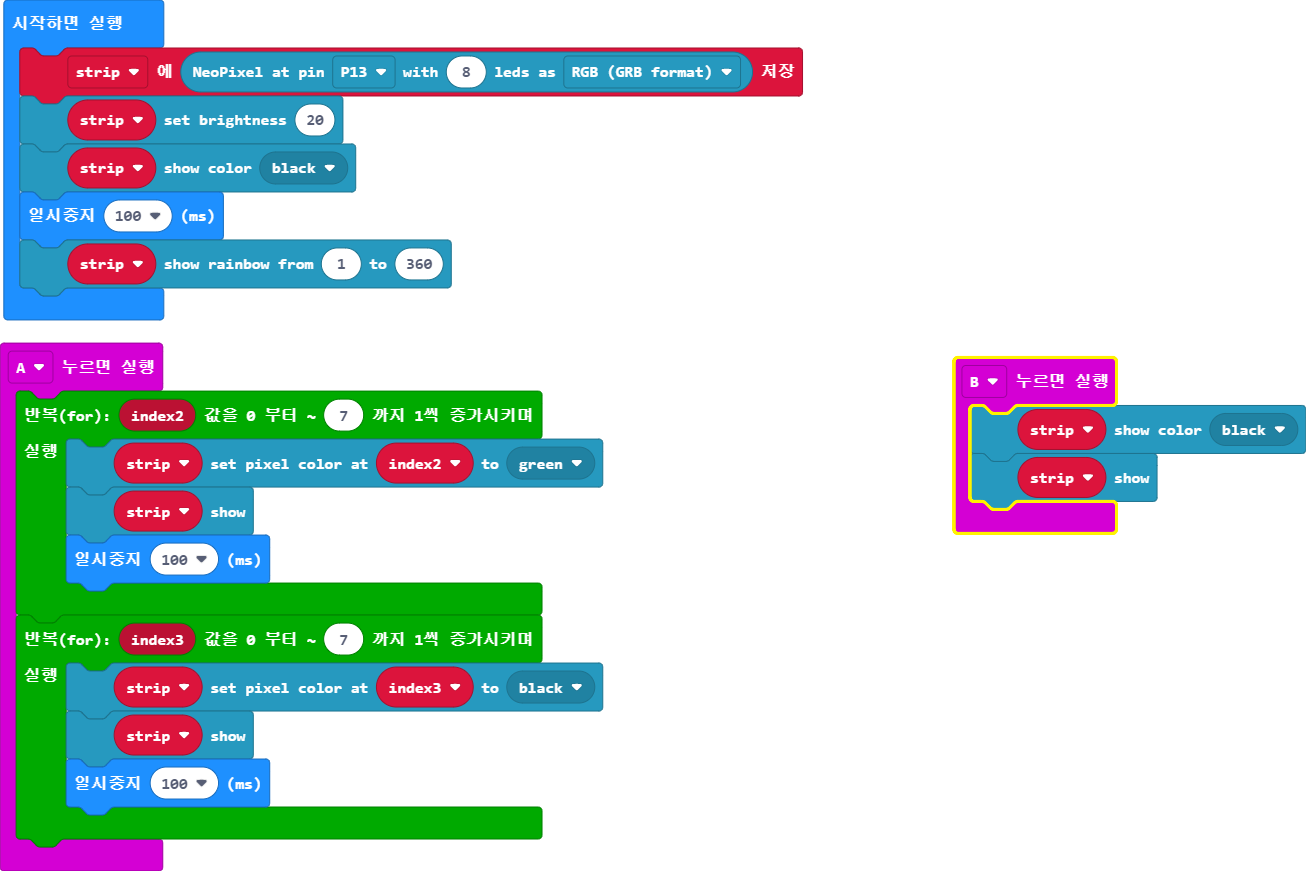 시작하면 실행
strip 에 NeoPixel at pin P13 with 8 leds as RGB (GRB format) 저장
strip set brightness 20
strip show color black
일시중지 100 (ms)
strip show rainbow from 1 to 360
A 누르면 실행
반복(for): index2 값을 0 부터 ~ 7 까지 1씩 증가시키며
실행
strip set pixel color at index2 to green
strip show
일시중지 100 (ms)
반복(for): index3 값을 0 부터 ~ 7 까지 1씩 증가시키며
실행
strip set pixel color at index3 to black
strip show
일시중지 100 (ms)
B 누르면 실행
strip show color black
strip show